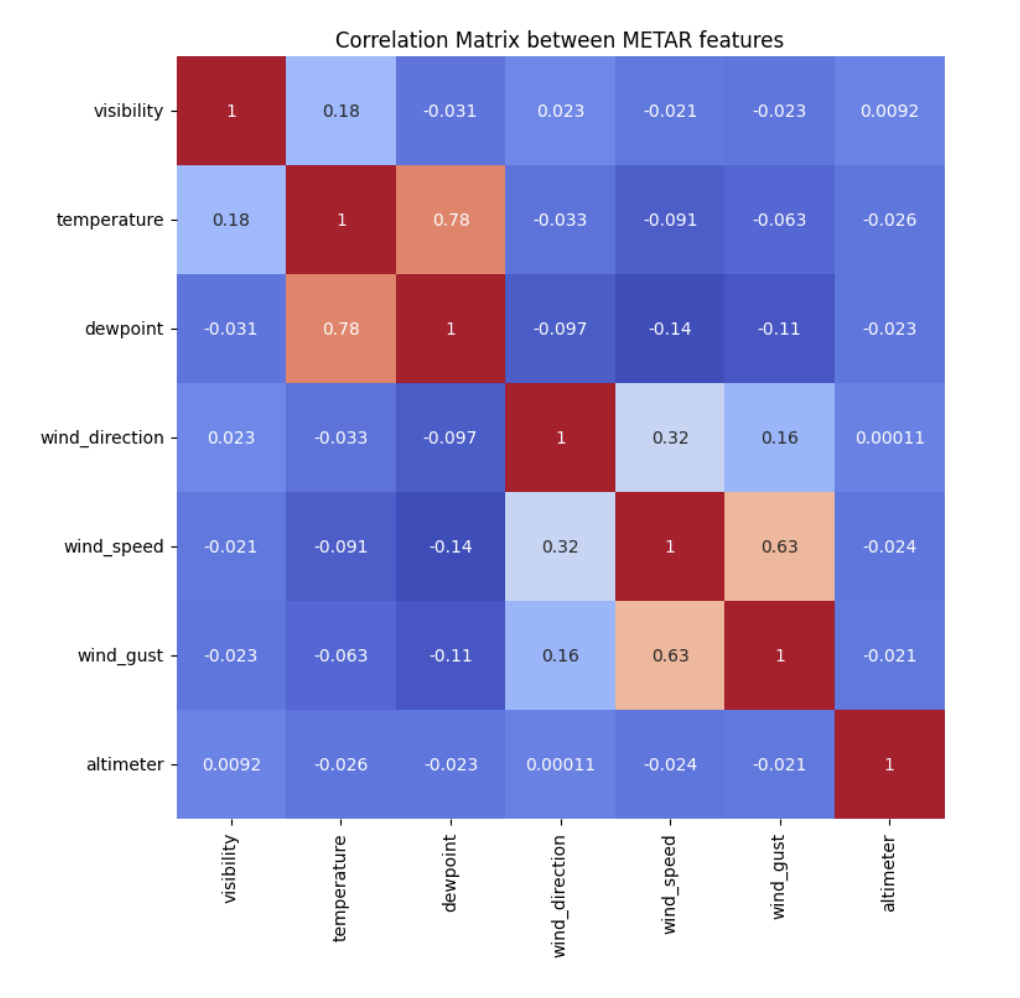 Correlation Matrix between METAR features
visibility 1 0.18 -0.031 0.023 -0.021 -0.023 0.0092
temperature 0.18 1 0.78 -0.033 -0.091 -0.063 -0.026
dewpoint -0.031 0.78 1 -0.097 -0.14 -0.11 -0.023
wind_direction 0.023 -0.033 -0.097 1 0.32 0.16 0.00011
wind_speed -0.021 -0.091 -0.14 0.32 1 0.63 -0.024
wind_gust -0.023 -0.063 -0.11 0.16 0.63 1 -0.021
altimeter 0.0092 -0.026 -0.023 0.00011 -0.024 -0.021 1
visibility temperature dewpoint wind_direction wind_speed wind_gust altimeter